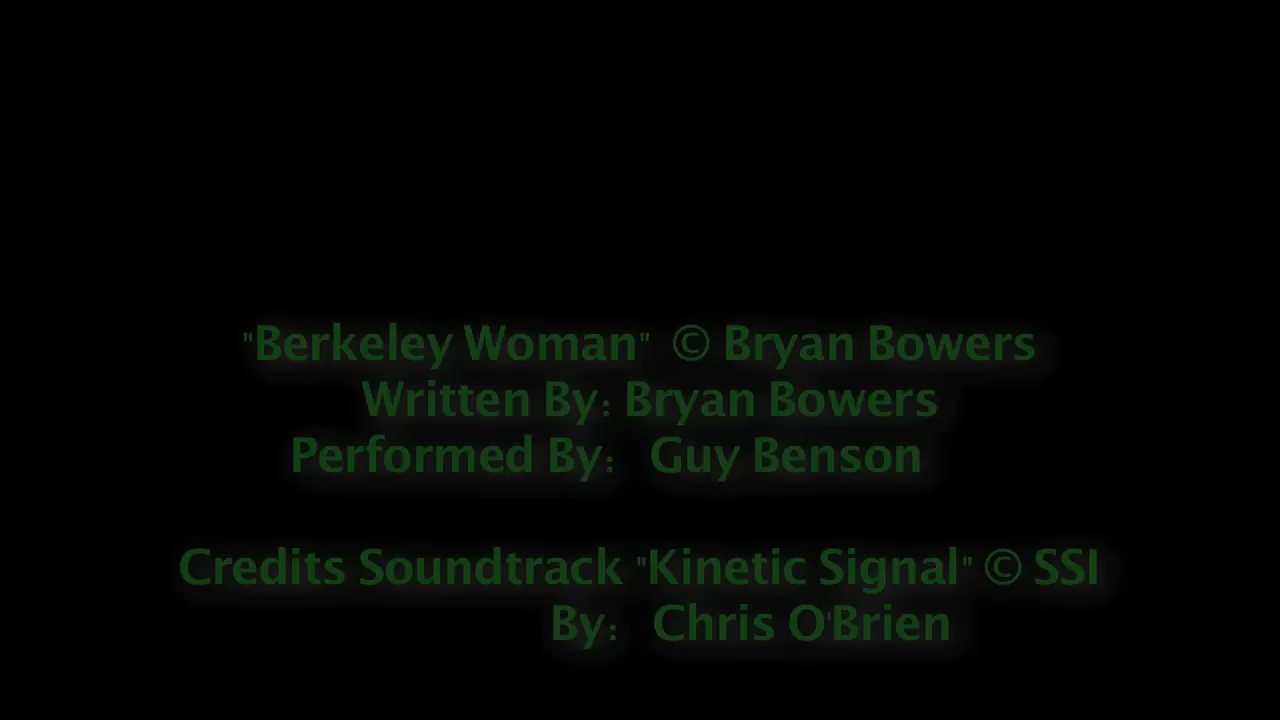 "Berkeley Woman" © Bryan Bowers
Written By: Bryan Bowers
Performed By: Guy Benson
Credits Soundtrack "Kinetic Signal" © SSI
By: Chris O'Brien